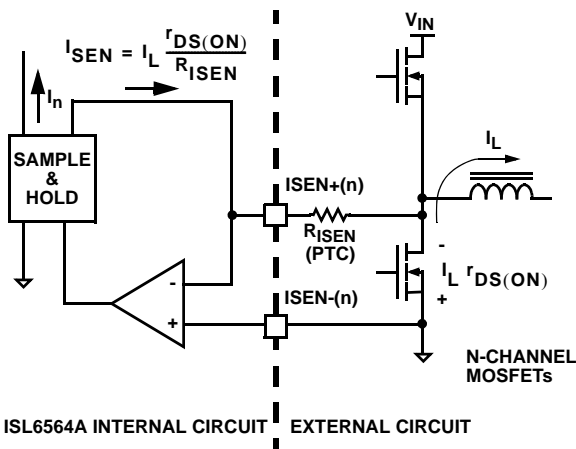 I_SEN = I_L r_DS(ON) / R_ISEN
V_IN
I_n
I_L
SAMPLE
&
HOLD
ISEN+(n)
R_ISEN
(PTC)
-
I_L r_DS(ON)
+
-
+
ISEN-(n)
N-CHANNEL
MOSFETs
ISL6564A INTERNAL CIRCUIT
EXTERNAL CIRCUIT